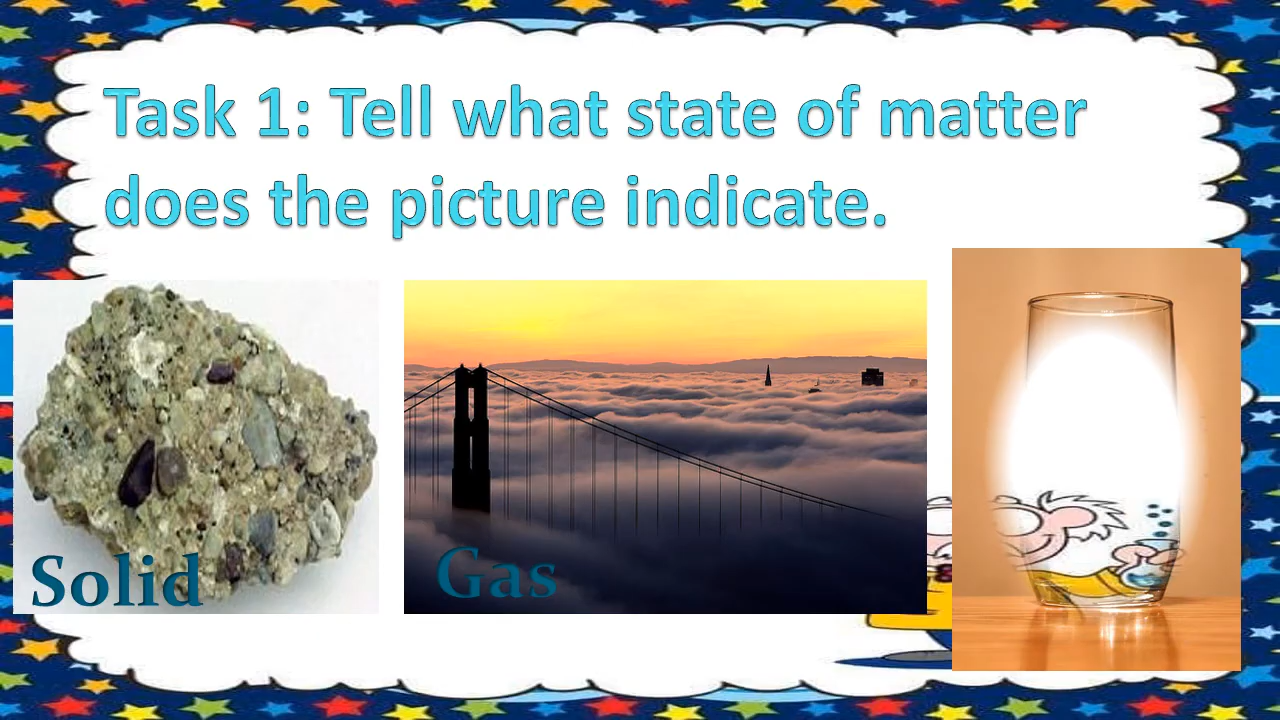 Task 1: Tell what state of matter
does the picture indicate.
Solid
Gas